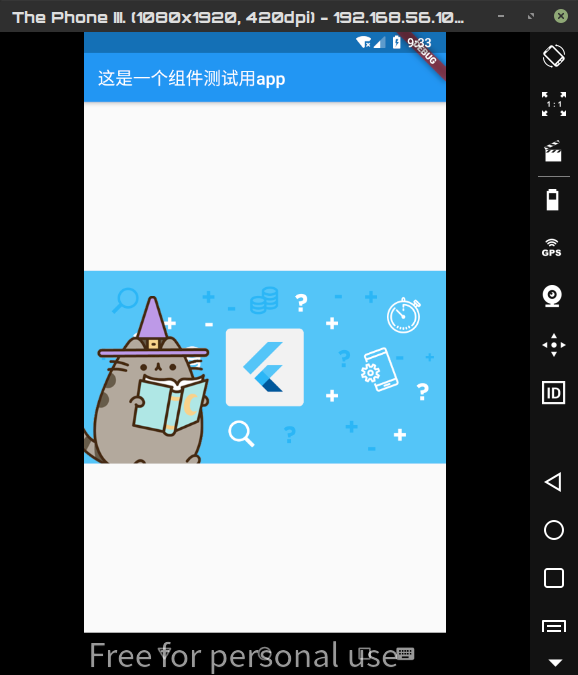 The Phone III. (1080x1920, 420dpi) - 192.168.56.10...
9:33
DEBUG
这是一个组件测试用app
1:1
GPS
ID
Free for personal use